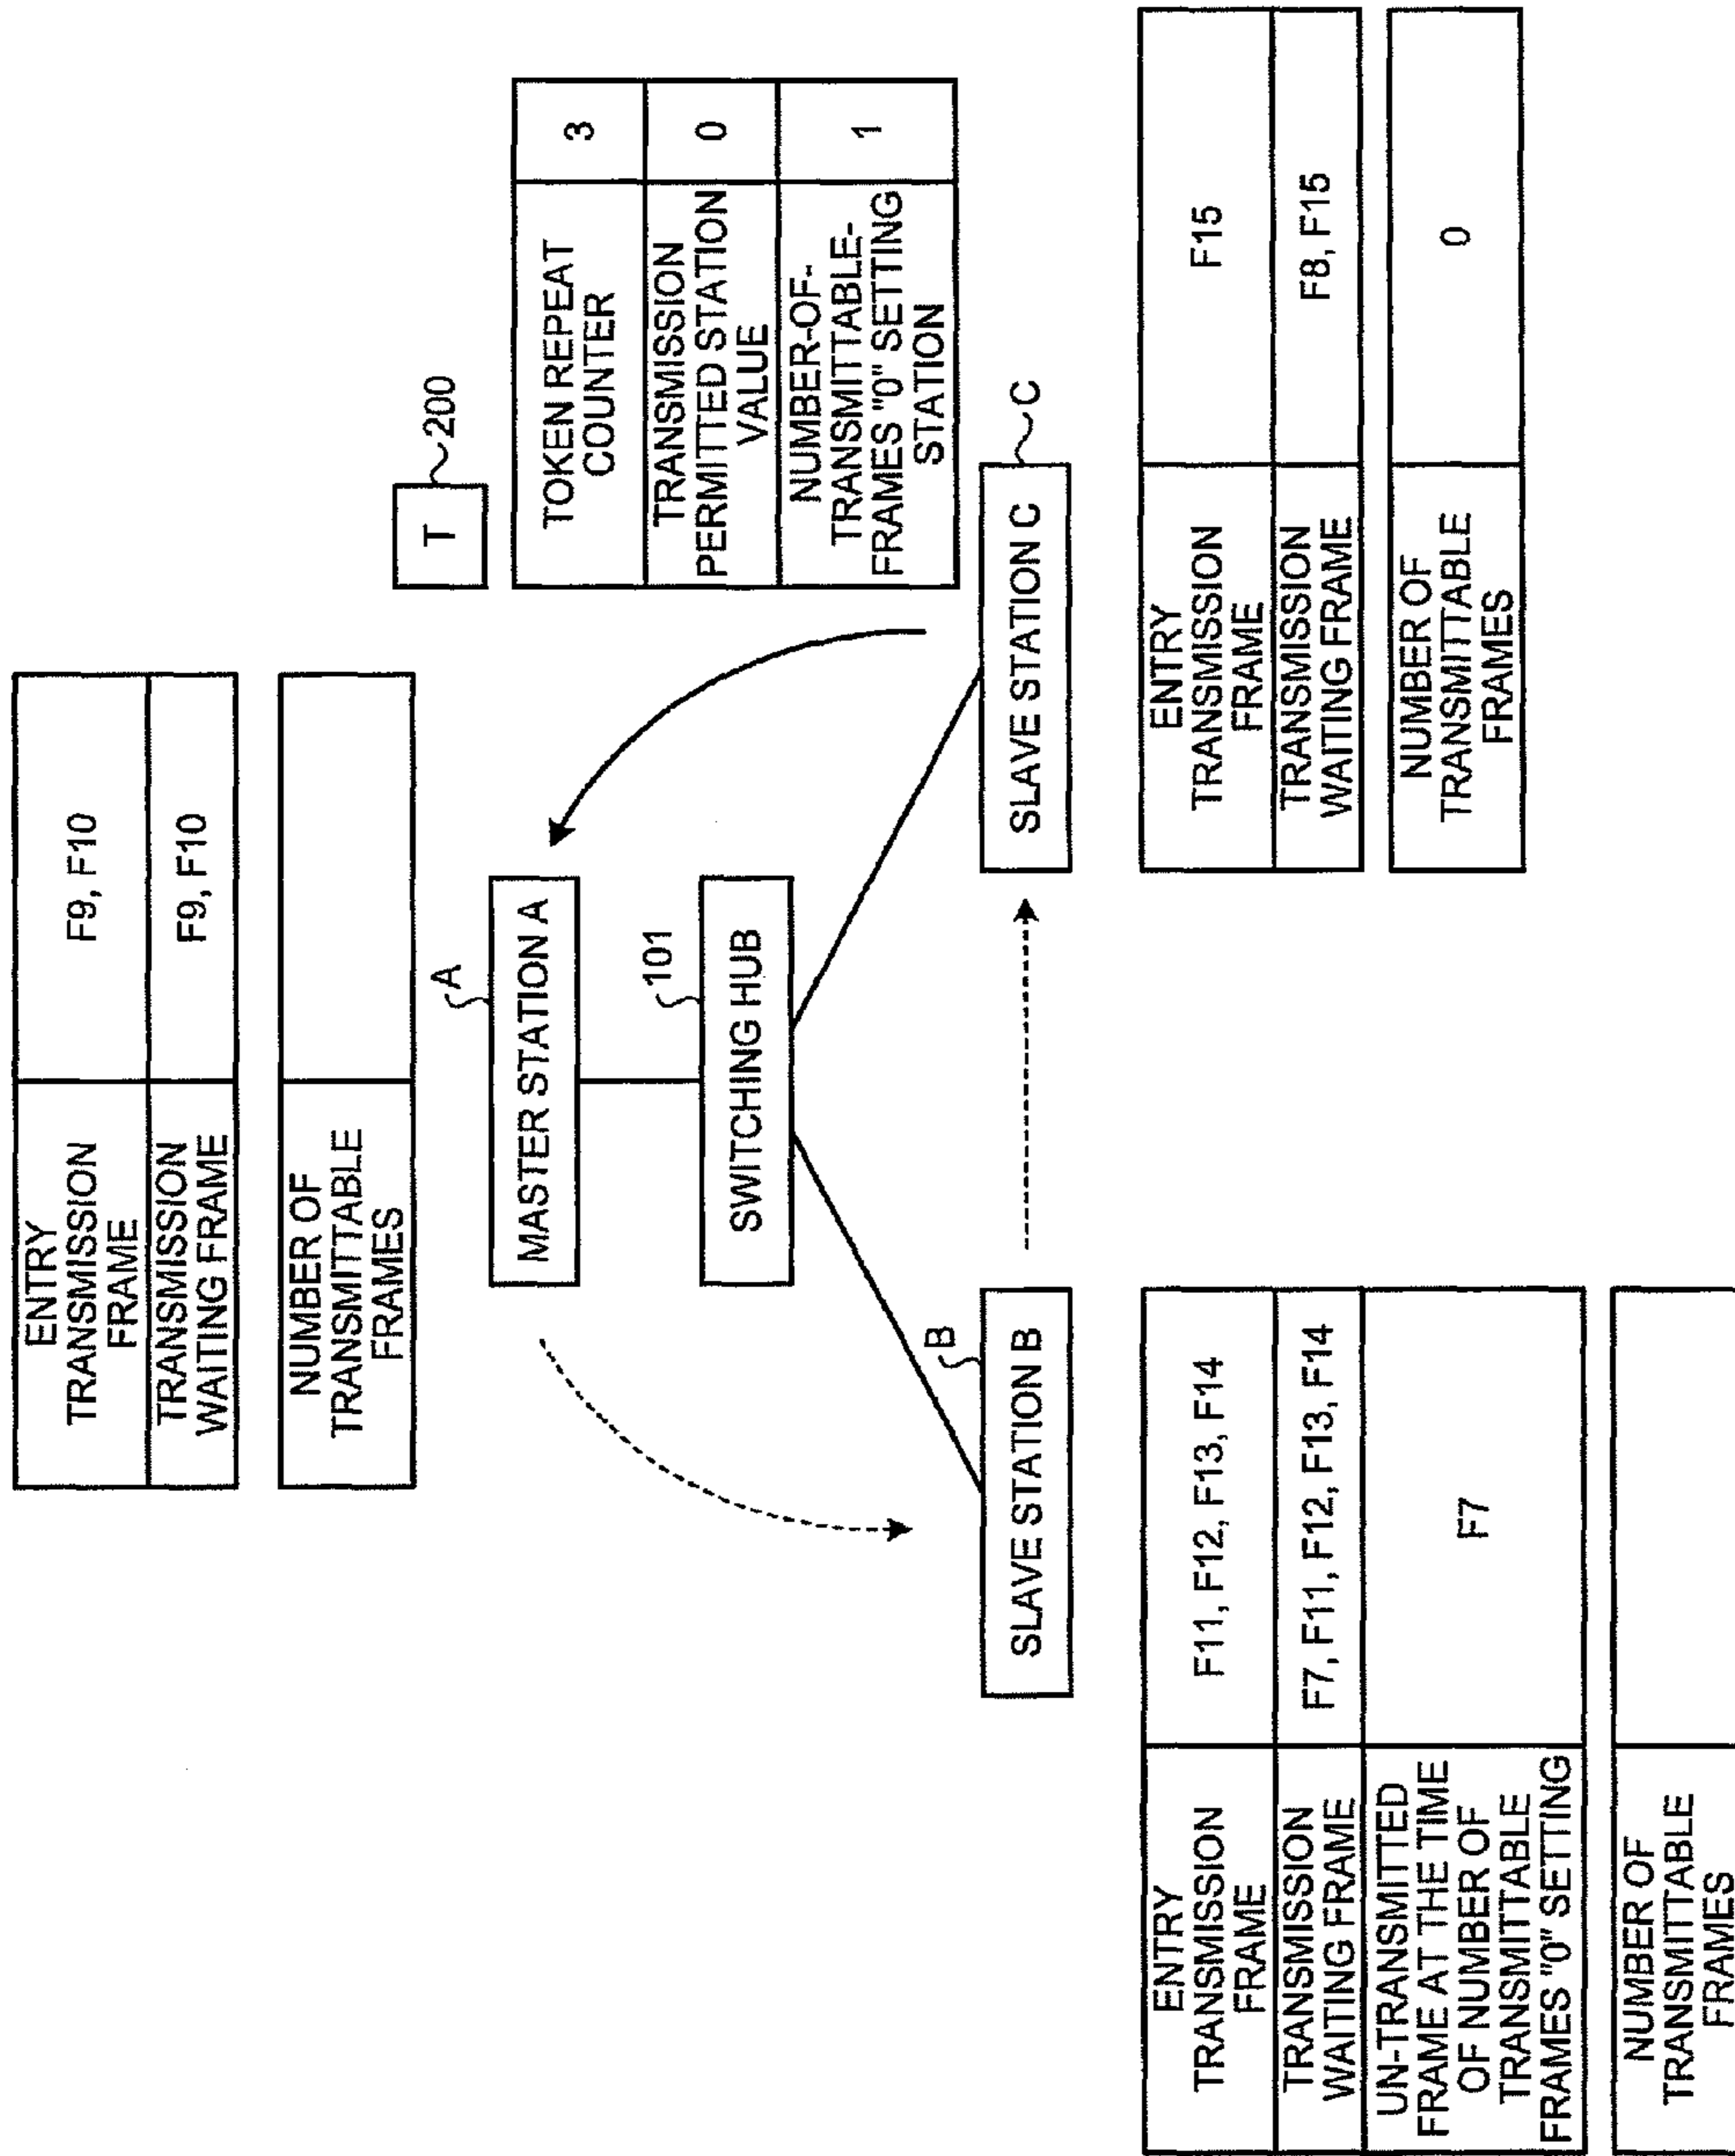 ENTRY
TRANSMISSION
FRAME
F9, F10
TRANSMISSION
WAITING FRAME
F9, F10
NUMBER OF
TRANSMITTABLE
FRAMES
T
200
TOKEN REPEAT
COUNTER
3
TRANSMISSION
PERMITTED STATION
VALUE
0
NUMBER-OF-
TRANSMITTABLE-
FRAMES "0" SETTING
STATION
1
A
MASTER STATION A
101
SWITCHING HUB
B
SLAVE STATION B
C
SLAVE STATION C
ENTRY
TRANSMISSION
FRAME
F11, F12, F13, F14
TRANSMISSION
WAITING FRAME
F7, F11, F12, F13, F14
UN-TRANSMITTED
FRAME AT THE TIME
OF NUMBER OF
TRANSMITTABLE
FRAMES "0" SETTING
F7
NUMBER OF
TRANSMITTABLE
FRAMES
ENTRY
TRANSMISSION
FRAME
F15
TRANSMISSION
WAITING FRAME
F8, F15
NUMBER OF
TRANSMITTABLE
FRAMES
0